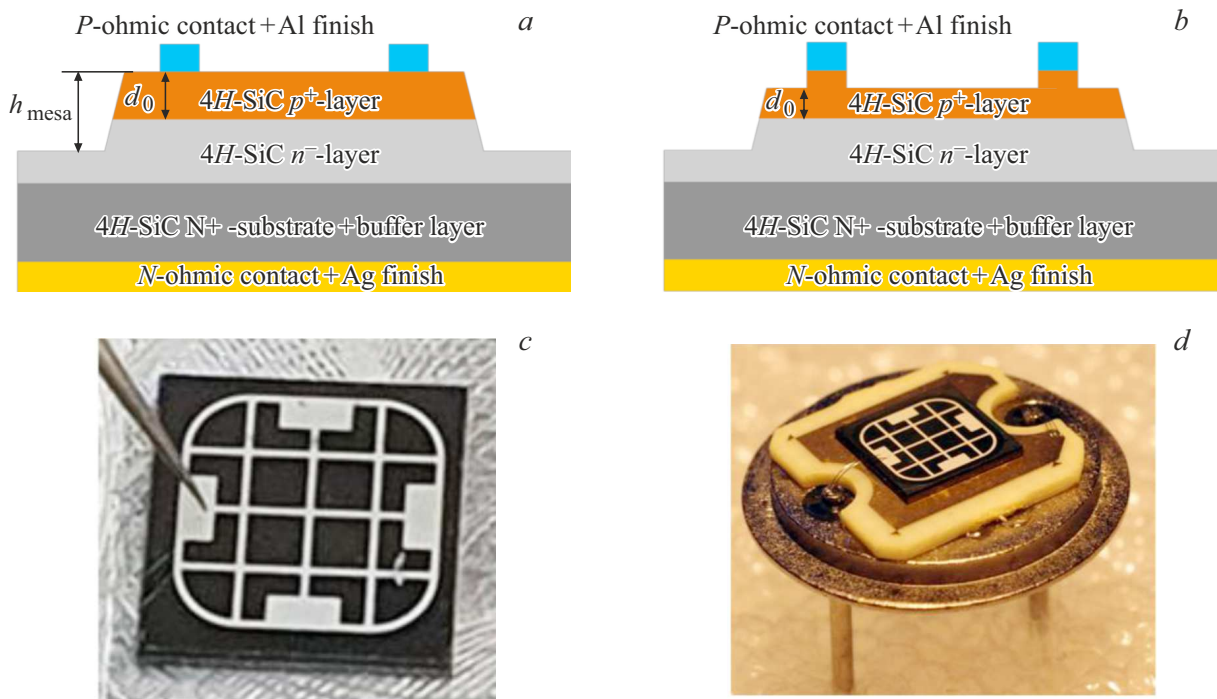 P-ohmic contact + Al finish
a
h mesa
d0
4H-SiC p⁺-layer
4H-SiC n⁻-layer
4H-SiC N+ -substrate + buffer layer
N-ohmic contact + Ag finish
P-ohmic contact + Al finish
b
d0
4H-SiC p⁺-layer
4H-SiC n⁻-layer
4H-SiC N+ -substrate + buffer layer
N-ohmic contact + Ag finish
c
d